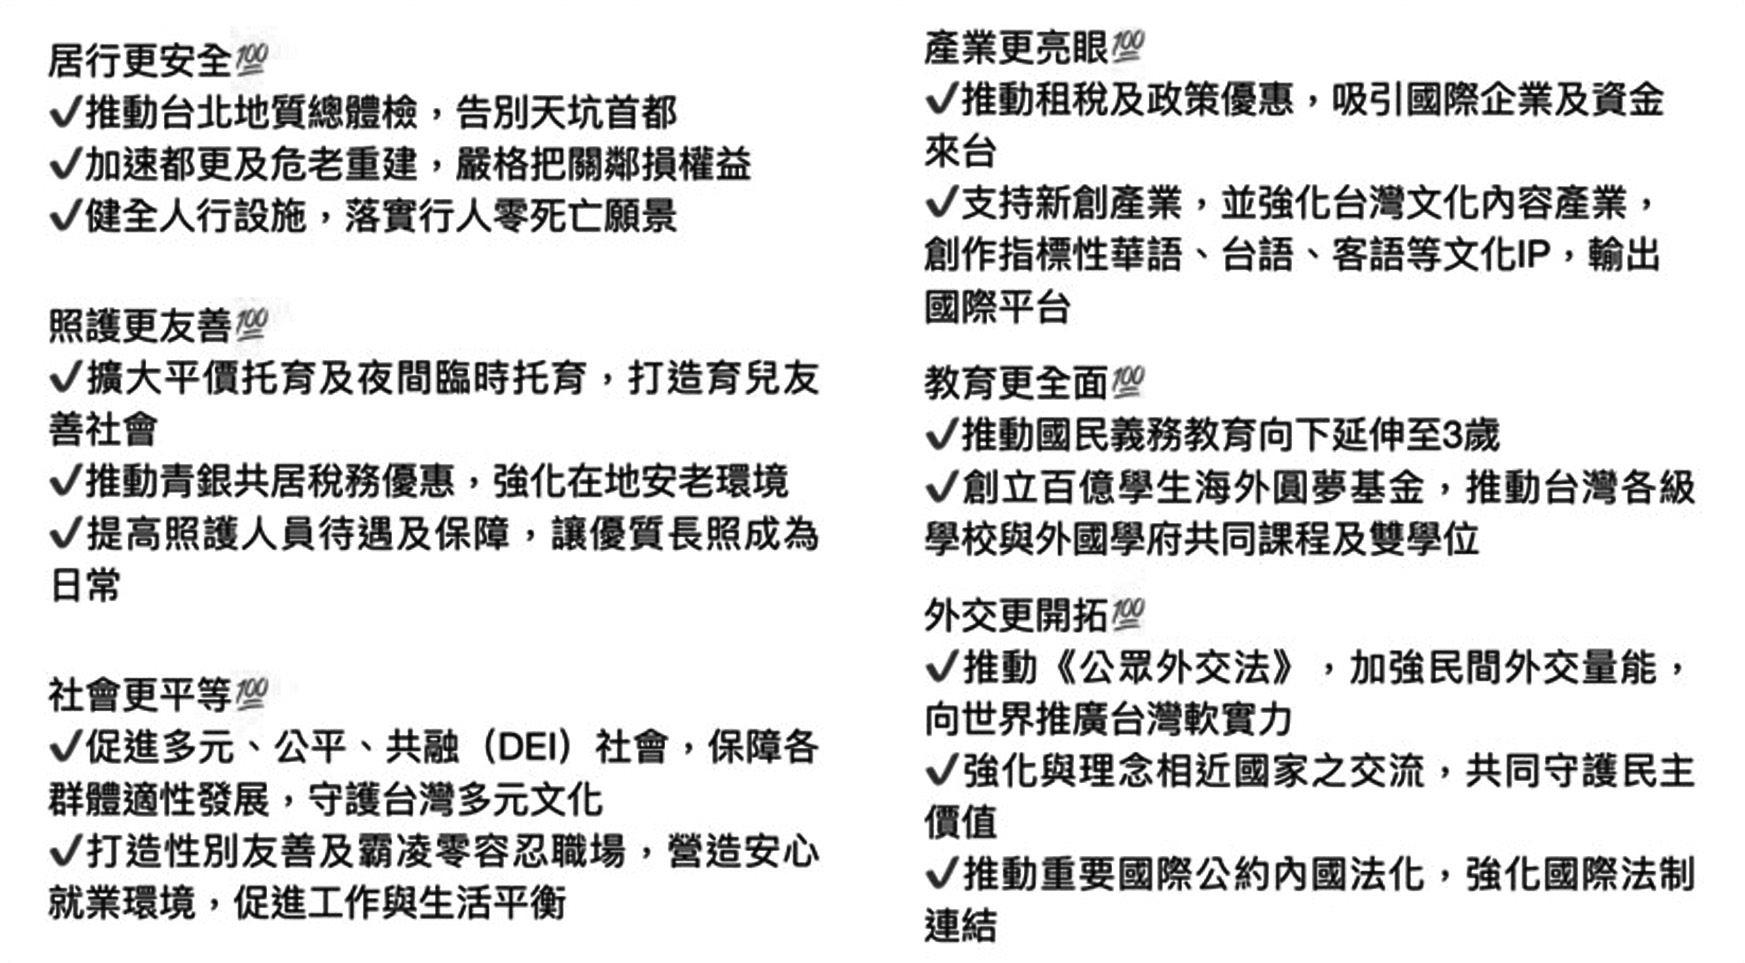 居行更安全💯
✓推動台北地質總體檢，告別天坑首都
✓加速都更及危老重建，嚴格把關鄰損權益
✓健全人行設施，落實行人零死亡願景
照護更友善💯
✓擴大平價托育及夜間臨時托育，打造育兒友
善社會
✓推動青銀共居稅務優惠，強化在地安老環境
✓提高照護人員待遇及保障，讓優質長照成為
日常
社會更平等💯
✓促進多元、公平、共融（DEI）社會，保障各
群體適性發展，守護台灣多元文化
✓打造性別友善及霸凌零容忍職場，營造安心
就業環境，促進工作與生活平衡
產業更亮眼💯
✓推動租稅及政策優惠，吸引國際企業及資金
來台
✓支持新創產業，並強化台灣文化內容產業，
創作指標性華語、台語、客語等文化IP，輸出
國際平台
教育更全面💯
✓推動國民義務教育向下延伸至3歲
✓創立百億學生海外圓夢基金，推動台灣各級
學校與外國學府共同課程及雙學位
外交更開拓💯
✓推動《公眾外交法》，加強民間外交量能，
向世界推廣台灣軟實力
✓強化與理念相近國家之交流，共同守護民主
價值
✓推動重要國際公約內國法化，強化國際法制
連結